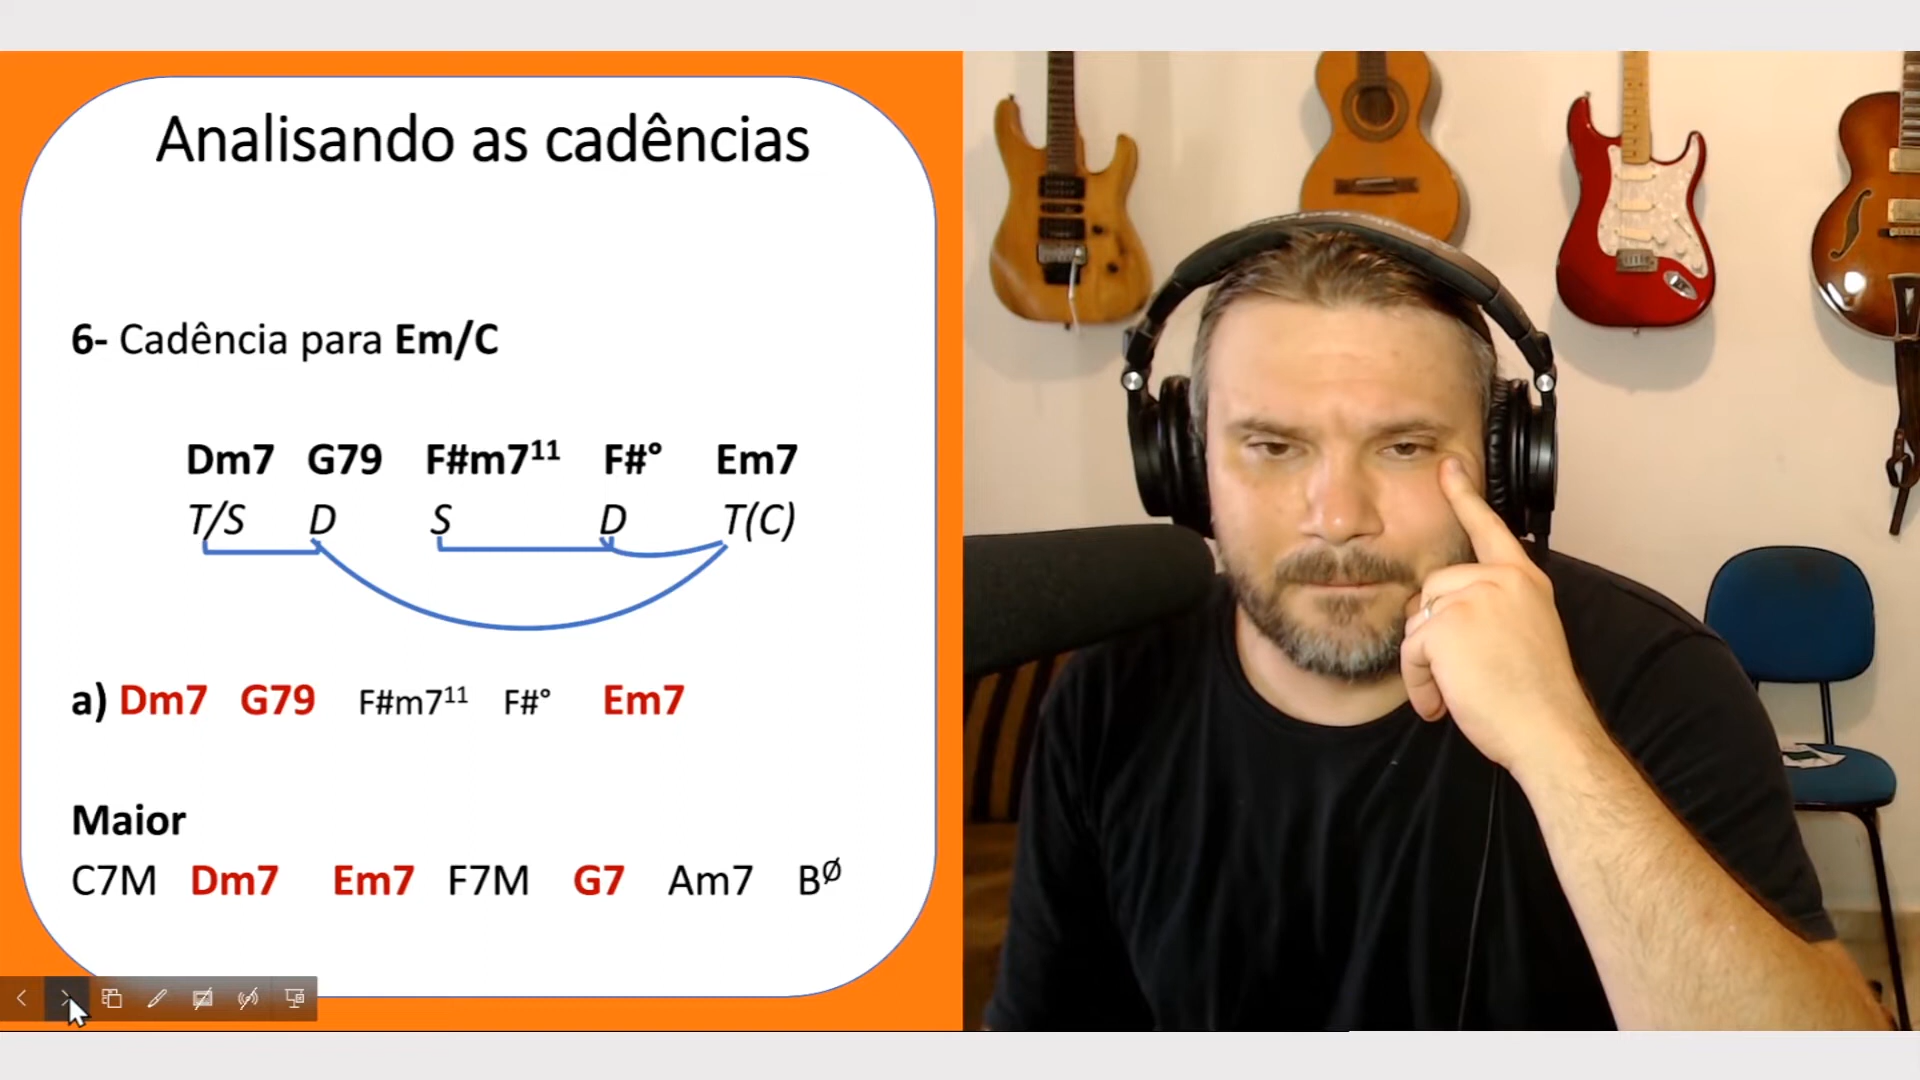 Analisando as cadências
6- Cadência para Em/C
Dm7 G79 F#m7¹¹ F#° Em7
T/S D S D T(C)
a) Dm7 G79 F#m7¹¹ F#° Em7
Maior
C7M Dm7 Em7 F7M G7 Am7 BØ